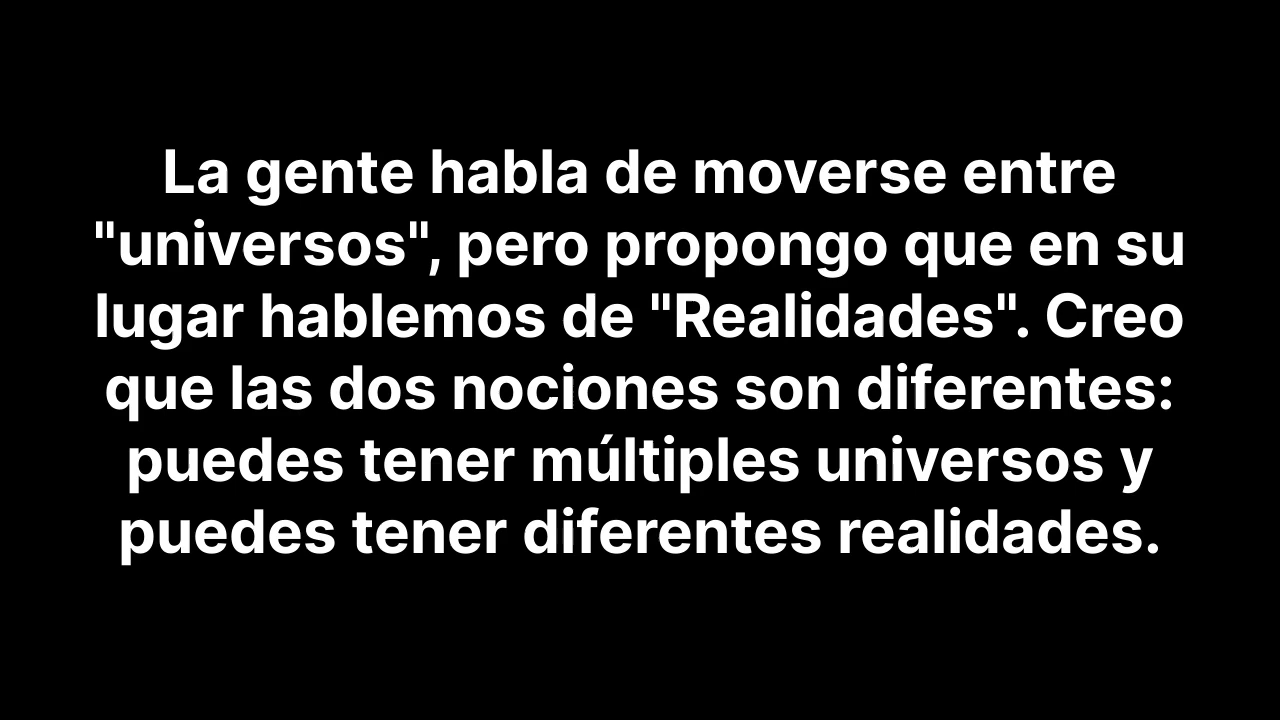 La gente habla de moverse entre
"universos", pero propongo que en su
lugar hablemos de "Realidades". Creo
que las dos nociones son diferentes:
puedes tener múltiples universos y
puedes tener diferentes realidades.